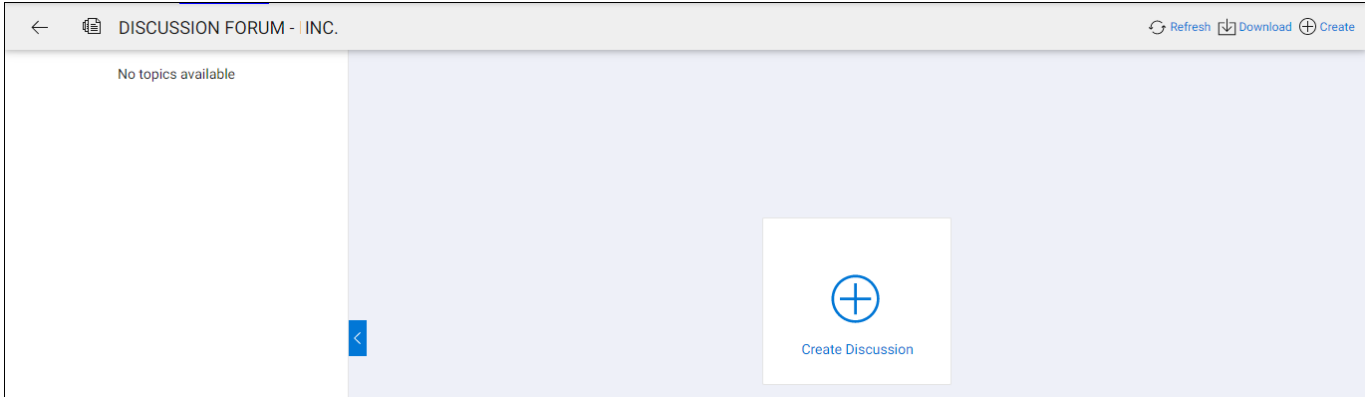 DISCUSSION FORUM - INC.
Refresh Download Create
No topics available
Create Discussion